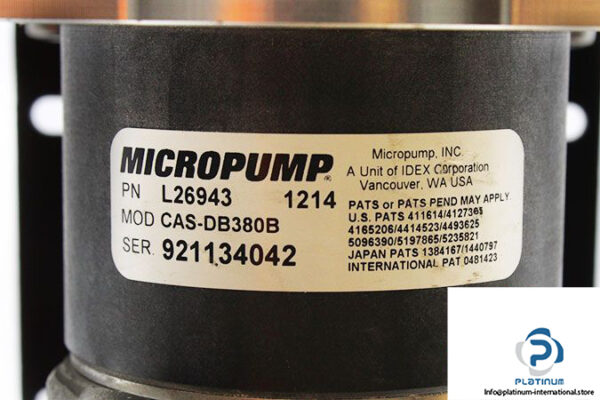 MICROPUMP®
PN L26943 1214
MOD CAS-DB380B
SER. 921134042
Micropump, INC.
A Unit of IDEX Corporation
Vancouver, WA USA
PATS or PATS PEND MAY APPLY
U.S. PATS 411614/4127365
4165206/4414523/4493625
5096390/5197865/5235821
JAPAN PATS 1384167/1440797
INTERNATIONAL PAT 0481423
PLATINUM
Info@platinum-international.store